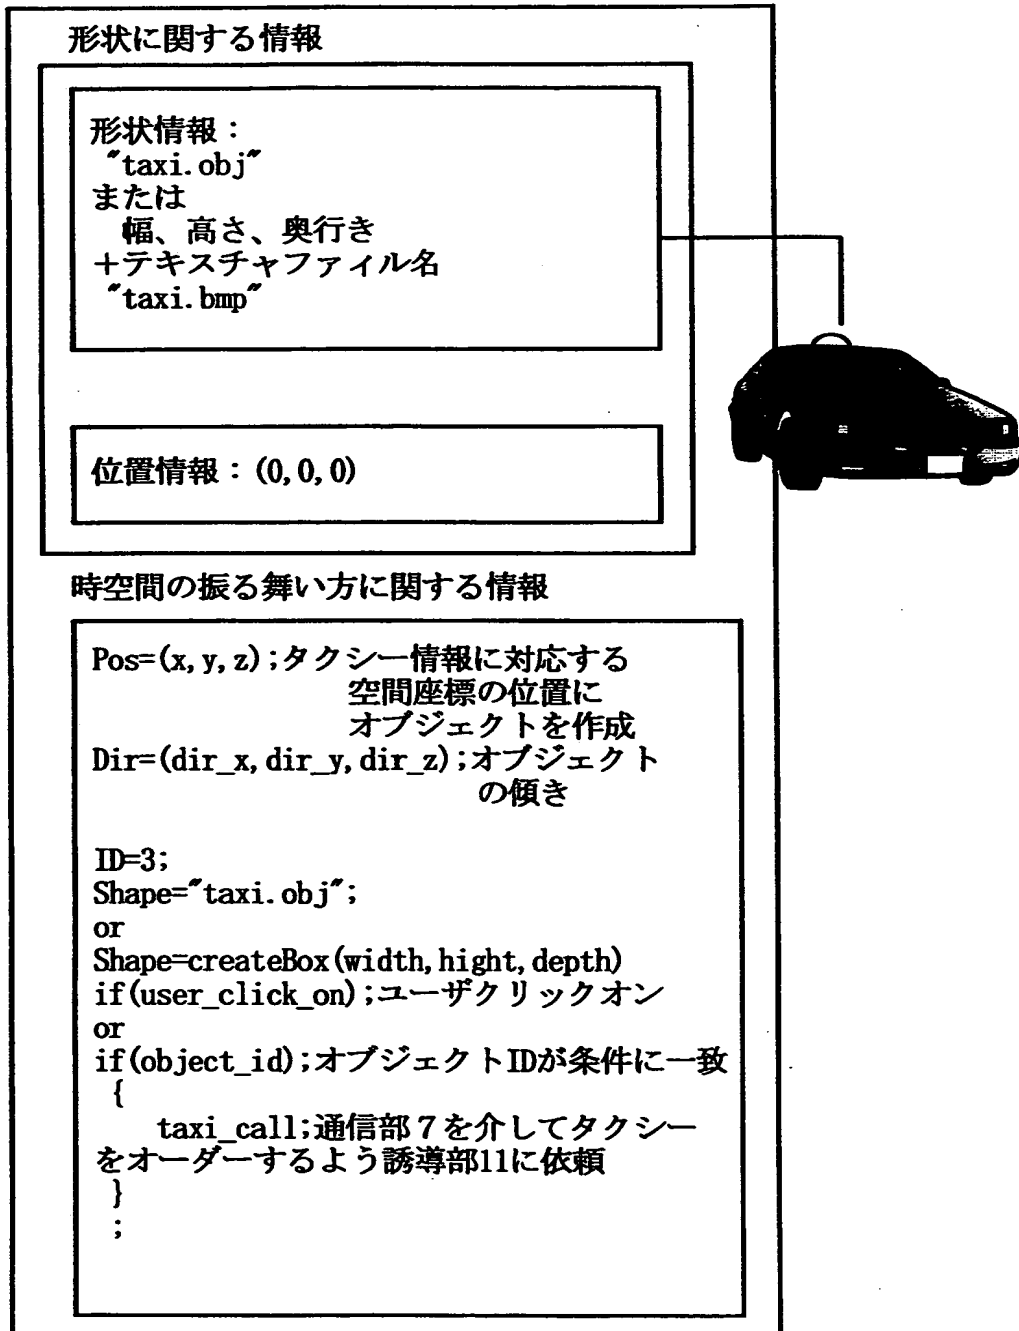 形状に関する情報
形状情報：
"taxi.obj"
または
幅、高さ、奥行き
＋テキスチャファィル名
"taxi.bmp"
位置情報：(0,0,0)
時空間の振る舞い方に関する情報
Pos=(x,y,z);タクシー情報に対応する
空間座標の位置に
オブジェクトを作成
Dir=(dir_x,dir_y,dir_z);オブジェクト
の傾き
ID=3;
Shape="taxi.obj";
or
Shape=createBox(width,hight,depth)
if(user_click_on);ユーザクリックオン
or
if(object_id);オブジェクトIDが条件に一致
{
taxi_call;通信部７を介してタクシー
をオーダーするよう誘導部11に依頼
}
;